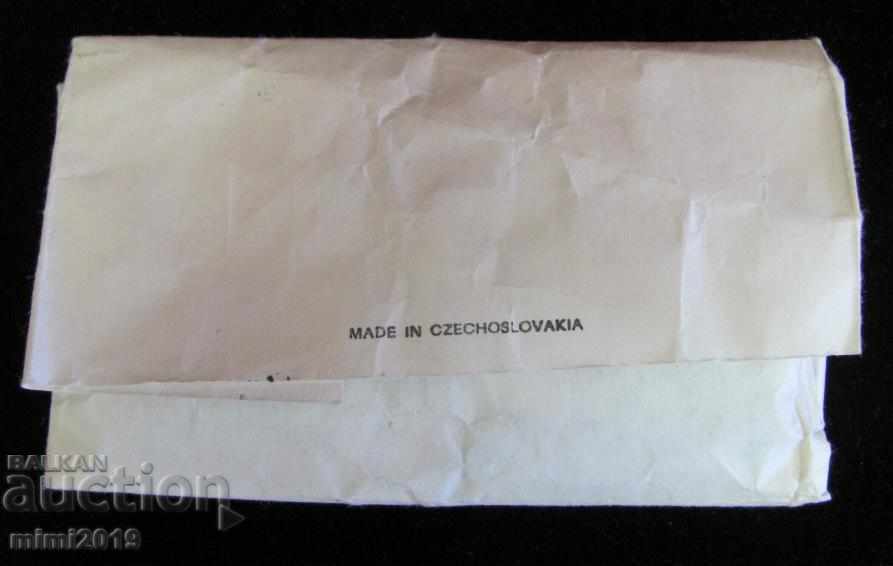 MADE IN CZECHOSLOVAKIA
BALKAN
auction
mimi2019